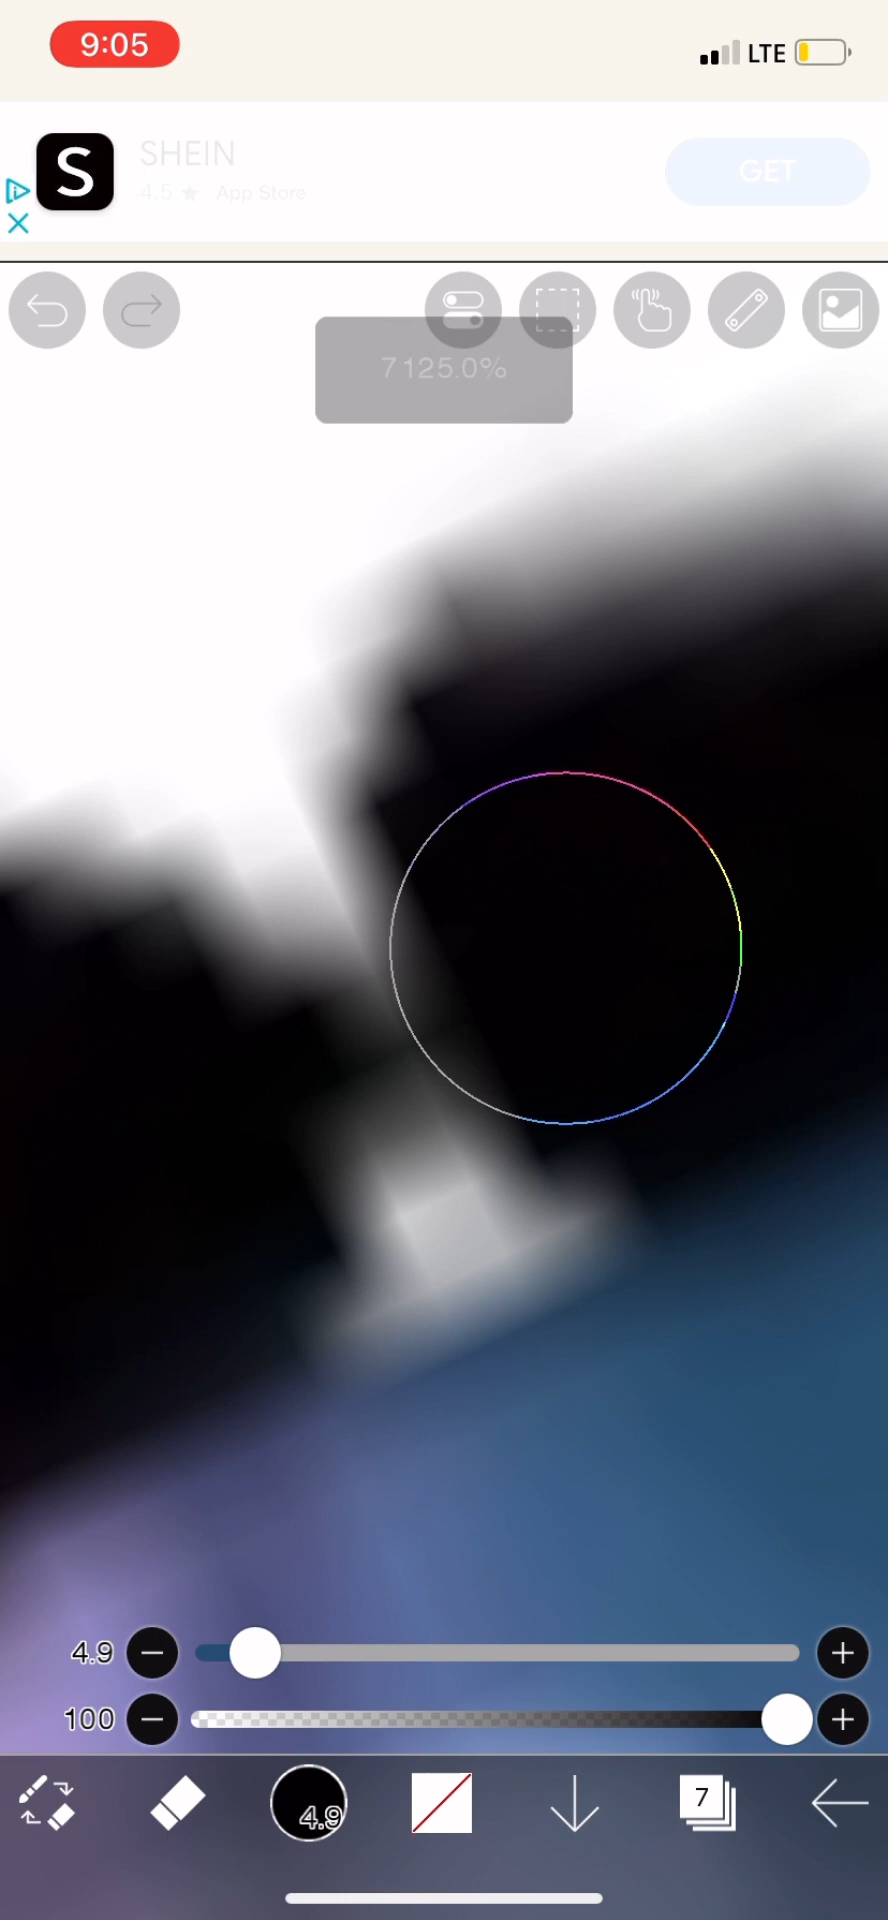 9:05
LTE
S
SHEIN
4.5 ★ App Store
GET
7125.0%
4.9
100
4.9
7